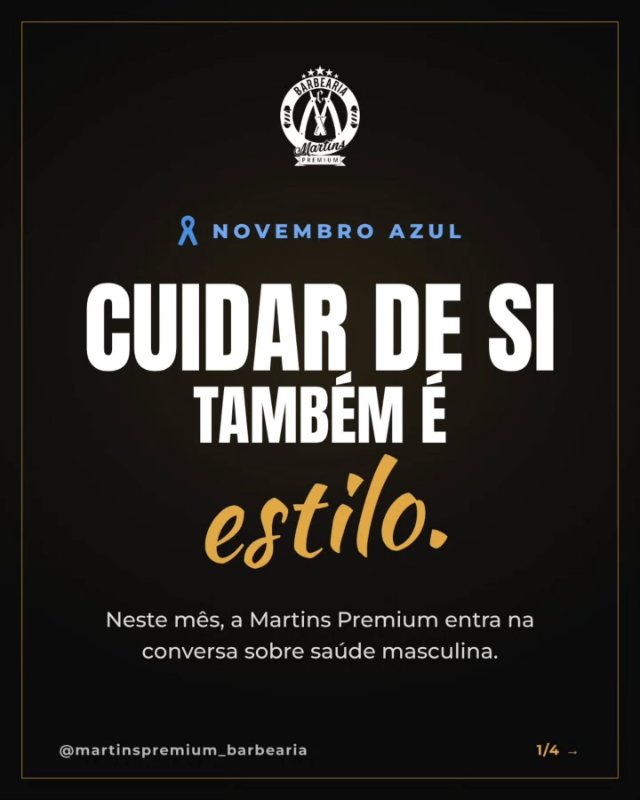 BARBEARIA
Martins
PREMIUM
NOVEMBRO AZUL
CUIDAR DE SI
TAMBÉM É
estilo.
Neste mês, a Martins Premium entra na
conversa sobre saúde masculina.
@martinspremium_barbearia
1/4 →